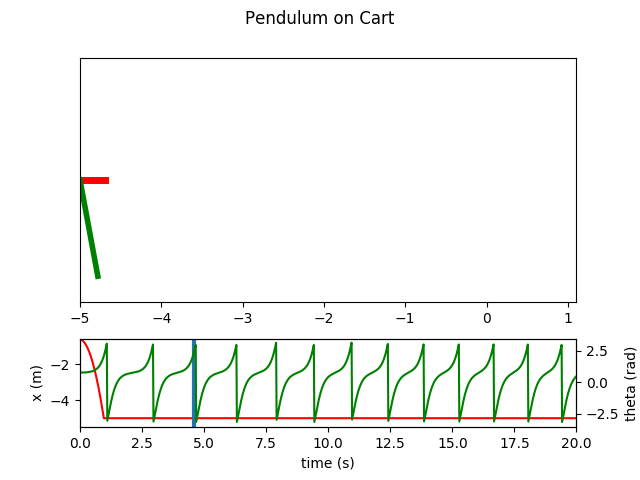 Pendulum on Cart
−5 −4 −3 −2 −1 0 1
x (m)
−2
−4
2.5
0.0
−2.5
theta (rad)
0.0 2.5 5.0 7.5 10.0 12.5 15.0 17.5 20.0
time (s)